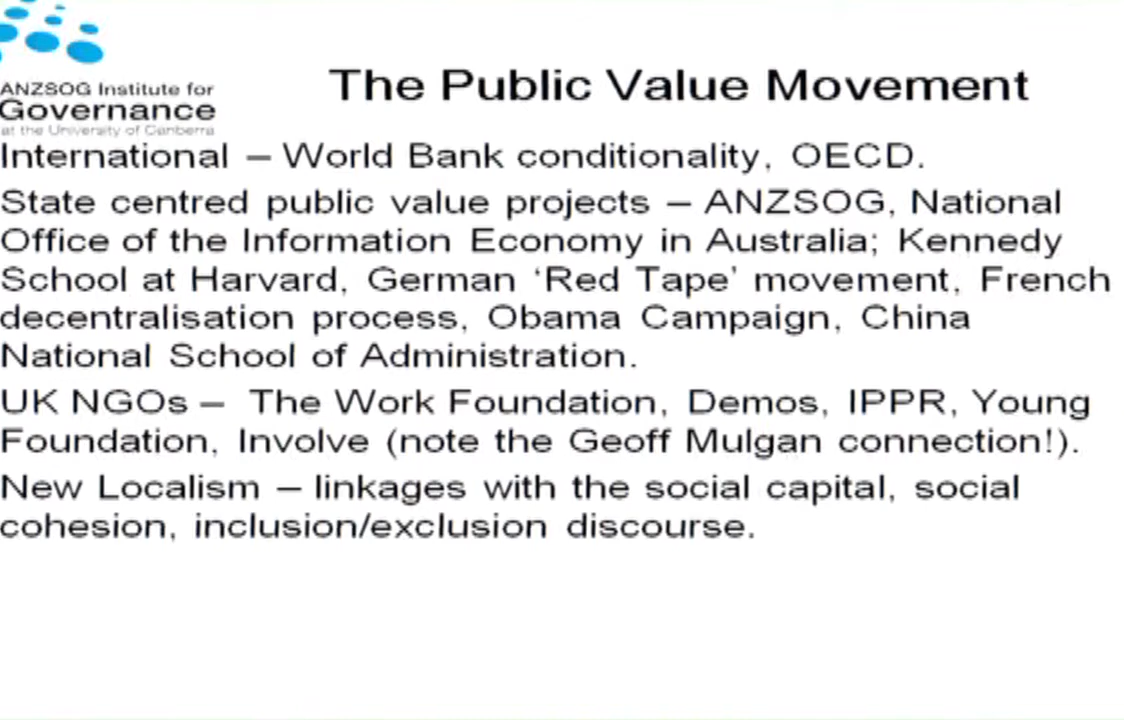 ANZSOG Institute for
Governance
at the University of Canberra
The Public Value Movement
International – World Bank conditionality, OECD.
State centred public value projects – ANZSOG, National
Office of the Information Economy in Australia; Kennedy
School at Harvard, German ‘Red Tape’ movement, French
decentralisation process, Obama Campaign, China
National School of Administration.
UK NGOs – The Work Foundation, Demos, IPPR, Young
Foundation, Involve (note the Geoff Mulgan connection!).
New Localism – linkages with the social capital, social
cohesion, inclusion/exclusion discourse.